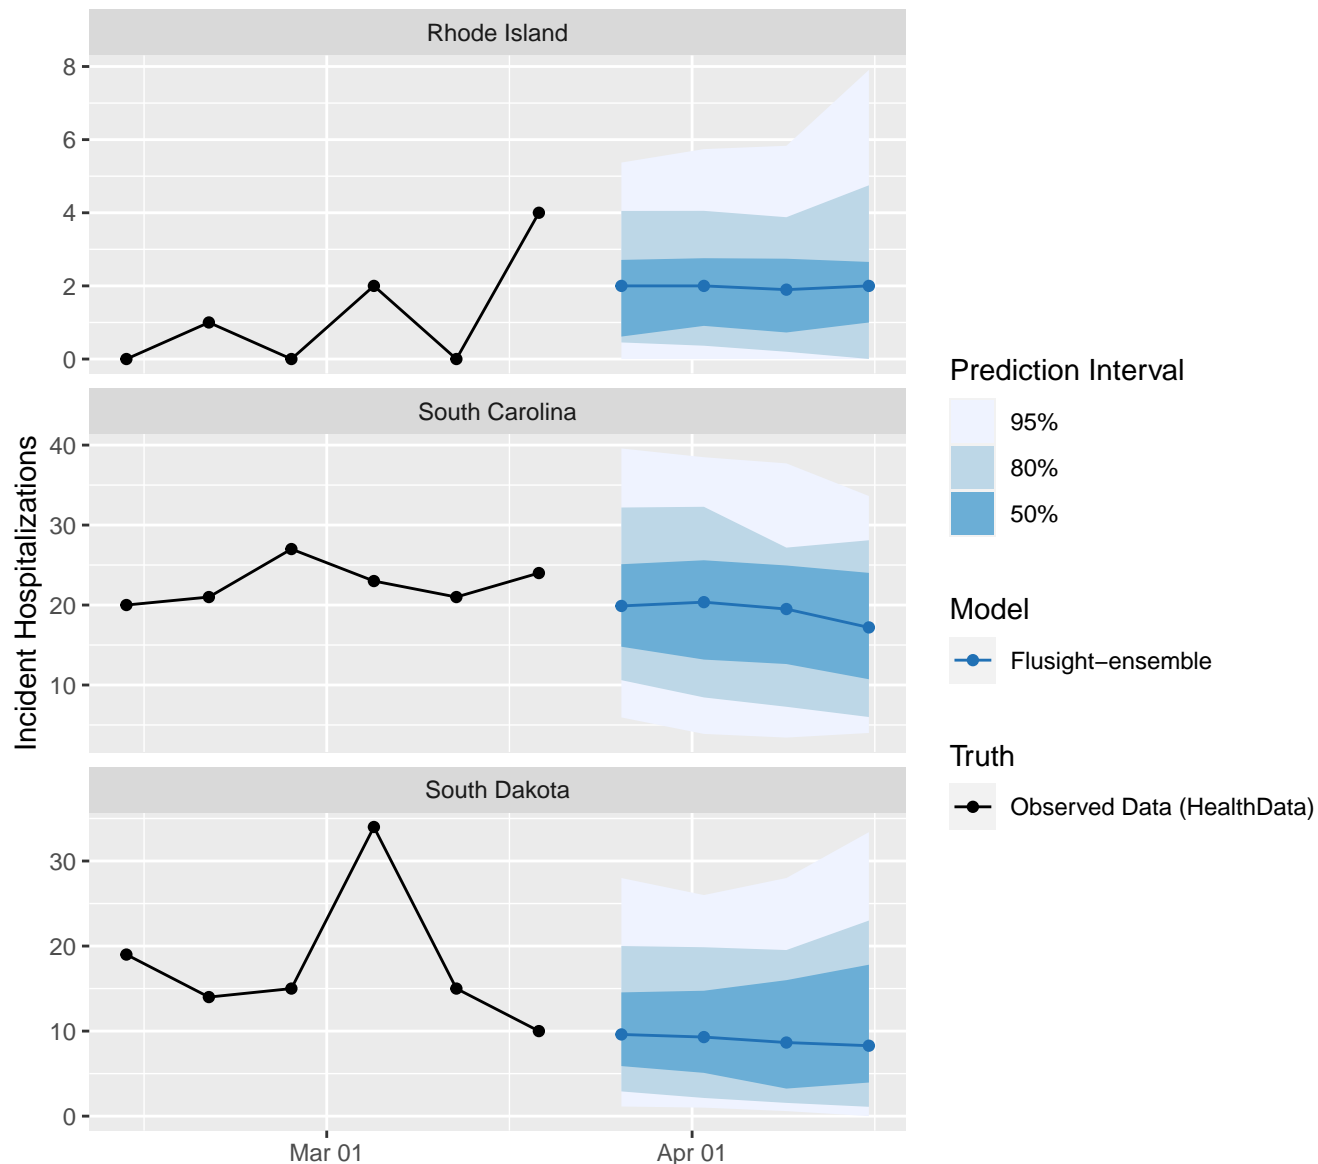 Rhode Island
8
6
4
2
0
South Carolina
40
30
20
10
South Dakota
30
20
10
0
Mar 01
Apr 01
Incident Hospitalizations
Prediction Interval
95%
80%
50%
Model
Flusight−ensemble
Truth
Observed Data (HealthData)